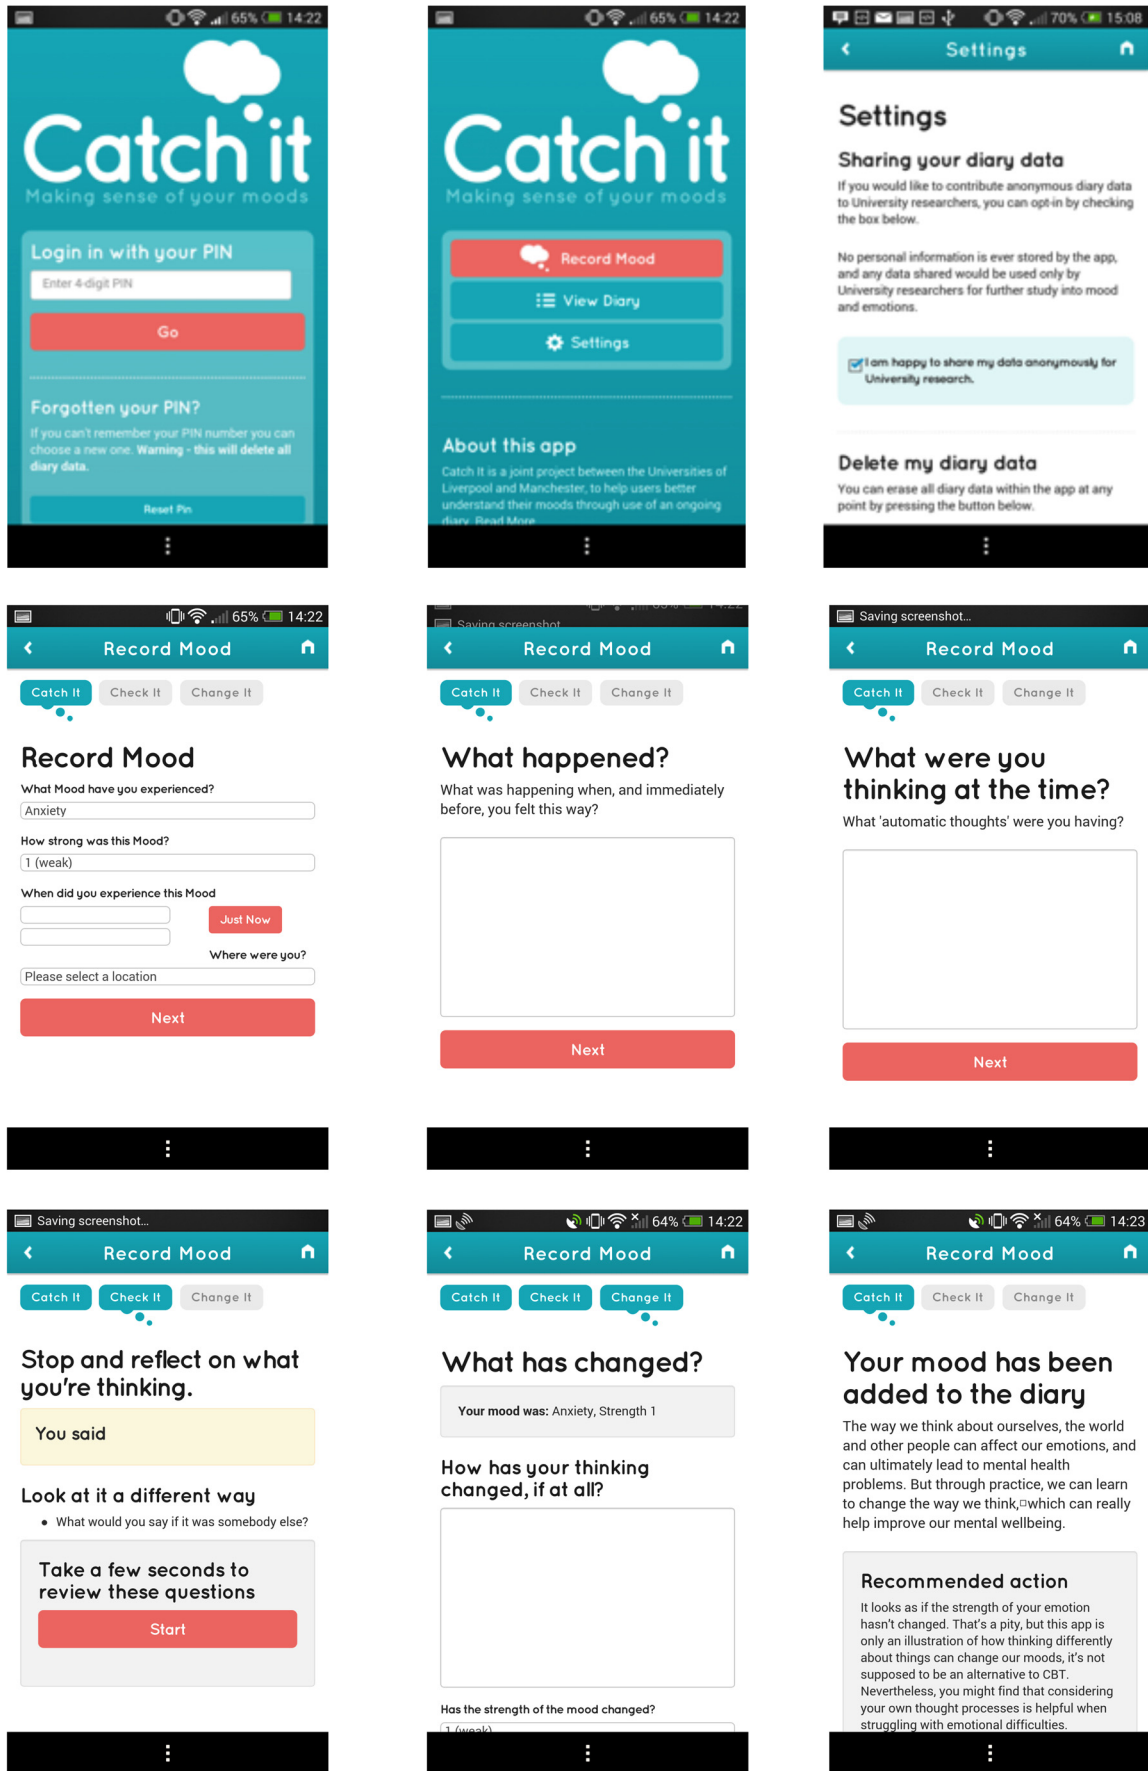 65% 14:22
Catch it
Making sense of your moods
Login in with your PIN
Enter 4-digit PIN
Go
Forgotten your PIN?
If you can't remember your PIN number you can
choose a new one. Warning - this will delete all
diary data.
Reset Pin
65% 14:22
Catch it
Making sense of your moods
Record Mood
View Diary
Settings
About this app
Catch It is a joint project between the Universities of
Liverpool and Manchester, to help users better
understand their moods through use of an ongoing
diary. Read More
70% 15:08
Settings
Settings
Sharing your diary data
If you would like to contribute anonymous diary data
to University researchers, you can opt-in by checking
the box below.
No personal information is ever stored by the app,
and any data shared would be used only by
University researchers for further study into mood
and emotions.
I am happy to share my data anonymously for
University research.
Delete my diary data
You can erase all diary data within the app at any
point by pressing the button below.
65% 14:22
Record Mood
Catch It Check It Change It
Record Mood
What Mood have you experienced?
Anxiety
How strong was this Mood?
1 (weak)
When did you experience this Mood
Just Now
Where were you?
Please select a location
Next
Saving screenshot
Record Mood
Catch It Check It Change It
What happened?
What was happening when, and immediately
before, you felt this way?
Next
Saving screenshot...
Record Mood
Catch It Check It Change It
What were you
thinking at the time?
What 'automatic thoughts' were you having?
Next
Saving screenshot...
Record Mood
Catch It Check It Change It
Stop and reflect on what
you're thinking.
You said
Look at it a different way
• What would you say if it was somebody else?
Take a few seconds to
review these questions
Start
64% 14:22
Record Mood
Catch It Check It Change It
What has changed?
Your mood was: Anxiety, Strength 1
How has your thinking
changed, if at all?
Has the strength of the mood changed?
1 (weak)
64% 14:23
Record Mood
Catch It Check It Change It
Your mood has been
added to the diary
The way we think about ourselves, the world
and other people can affect our emotions, and
can ultimately lead to mental health
problems. But through practice, we can learn
to change the way we think,▫which can really
help improve our mental wellbeing.
Recommended action
It looks as if the strength of your emotion
hasn't changed. That's a pity, but this app is
only an illustration of how thinking differently
about things can change our moods, it's not
supposed to be an alternative to CBT.
Nevertheless, you might find that considering
your own thought processes is helpful when
struggling with emotional difficulties.